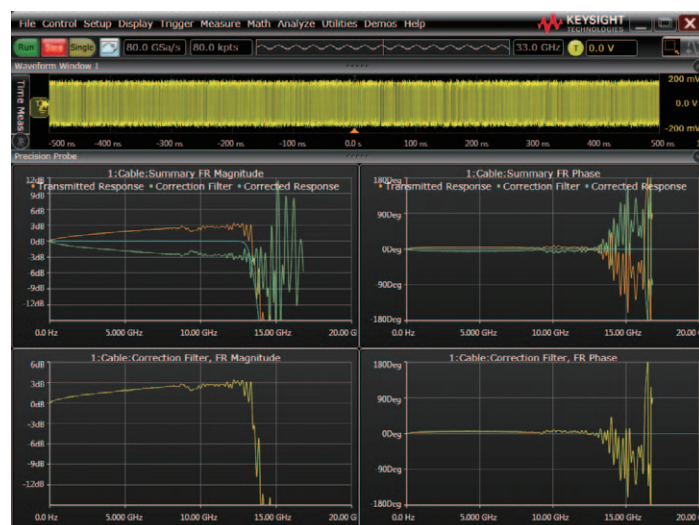 File Control Setup Display Trigger Measure Math Analyze Utilities Demos Help
KEYSIGHT
TECHNOLOGIES
Run Stop Single 80.0 GSa/s 80.0 kpts 33.0 GHz T 0.0 V
Waveform Window 1
Time Meas
200 mV
0.0 V
-200 mV
-500 ns -400 ns -300 ns -200 ns -100 ns 0.0 s 100 ns 200 ns 300 ns 400 ns 500 ns
Precision Probe
1:Cable:Summary FR Magnitude
Transmitted Response Correction Filter Corrected Response
12dB
9dB
6dB
3dB
0dB
-3dB
-6dB
-9dB
-12dB
0.0 Hz 5.000 GHz 10.00 GHz 15.00 GHz 20.00 G
1:Cable:Summary FR Phase
Transmitted Response Correction Filter Corrected Response
180Deg
900Deg
0Deg
-90Deg
-180Deg
0.0 Hz 5.000 GHz 10.00 GHz 15.00 GHz 20.00 G
1:Cable:Correction Filter, FR Magnitude
6dB
3dB
0dB
-3dB
-6dB
-9dB
-12dB
0.0 Hz 5.000 GHz 10.00 GHz 15.00 GHz 20.00 G
1:Cable:Correction Filter, FR Phase
180Deg
900Deg
0Deg
-90Deg
-180Deg
0.0 Hz 5.000 GHz 10.00 GHz 15.00 GHz 20.00 G